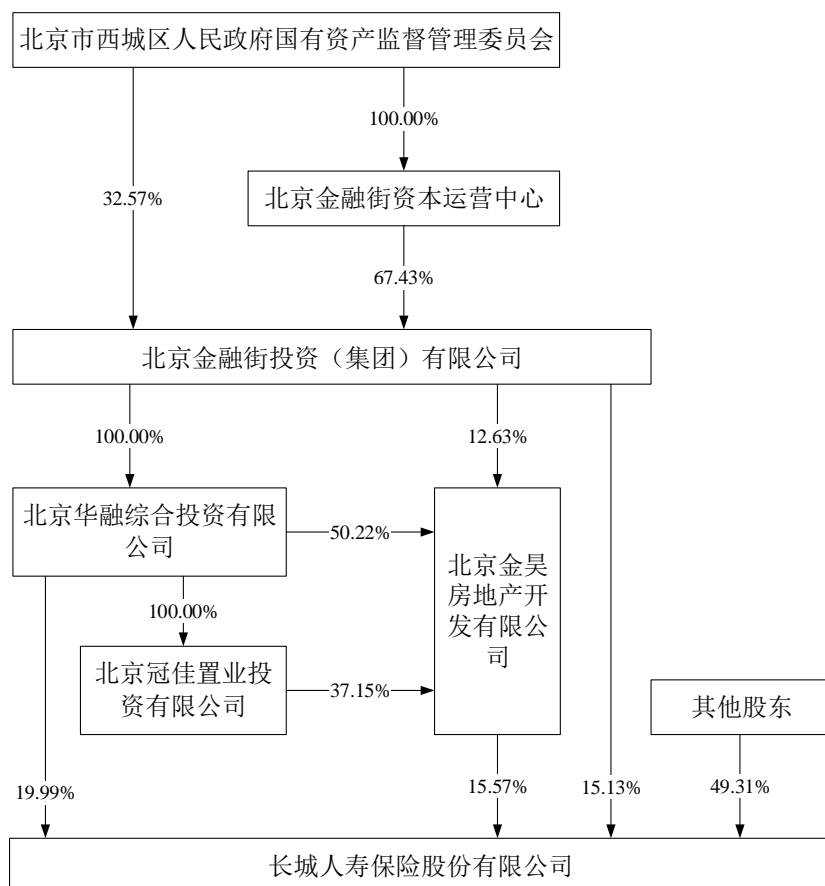 北京市西城区人民政府国有资产监督管理委员会
100.00%
32.57%
北京金融街资本运营中心
67.43%
北京金融街投资（集团）有限公司
100.00%
12.63%
北京华融综合投资有限
公司
50.22%
北京金昊
房地产开
发有限公
司
100.00%
北京冠佳置业投
资有限公司
37.15%
其他股东
19.99%
15.57%
15.13%
49.31%
长城人寿保险股份有限公司